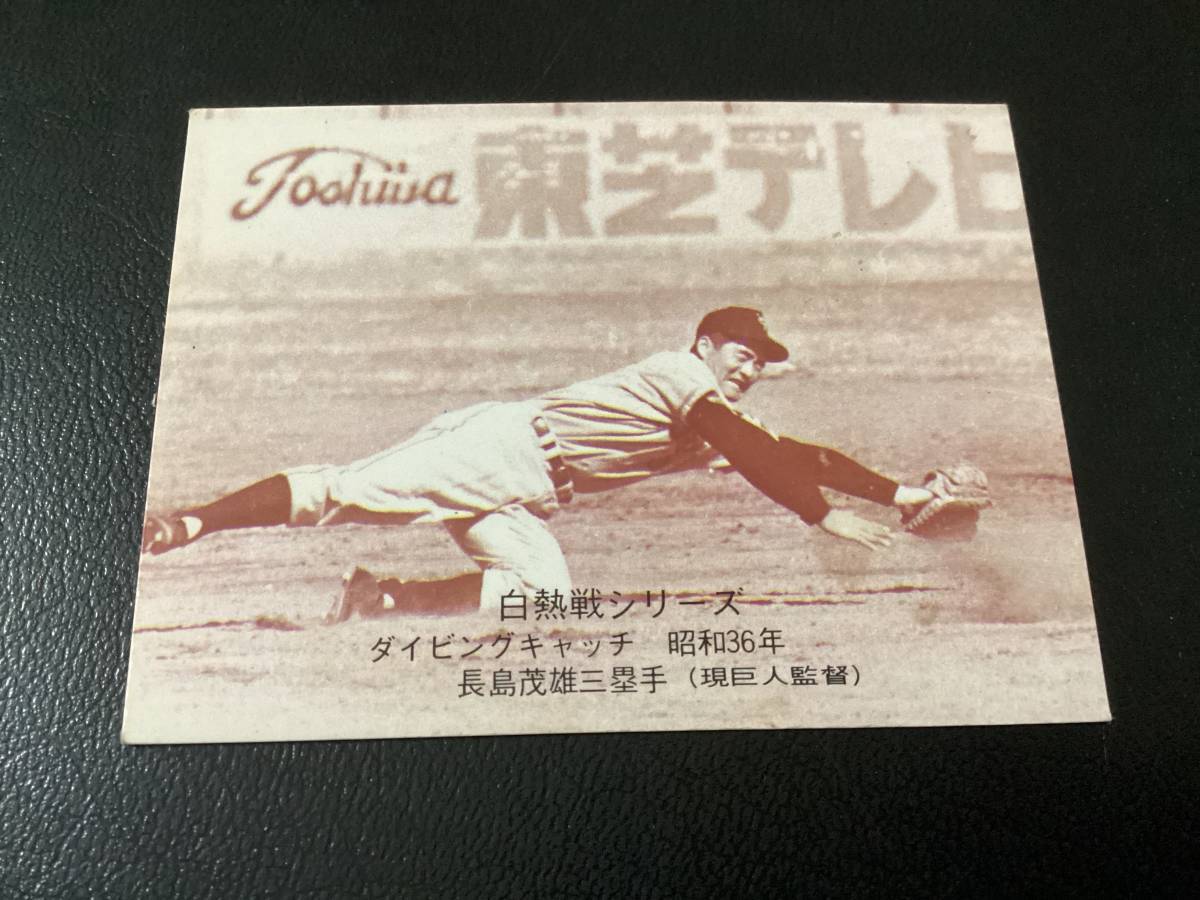 Toshiba 東芝テレビ
白熱戦シリーズ
ダイビングキャッチ 昭和36年
長島茂雄三塁手（現巨人監督）